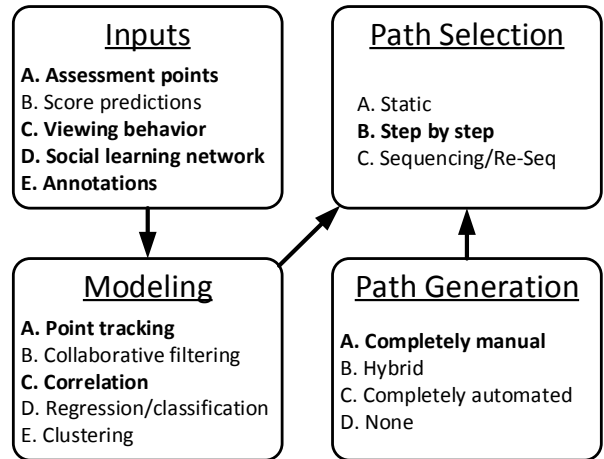 Inputs
A. Assessment points
B. Score predictions
C. Viewing behavior
D. Social learning network
E. Annotations
Path Selection
A. Static
B. Step by step
C. Sequencing/Re-Seq
Modeling
A. Point tracking
B. Collaborative filtering
C. Correlation
D. Regression/classification
E. Clustering
Path Generation
A. Completely manual
B. Hybrid
C. Completely automated
D. None